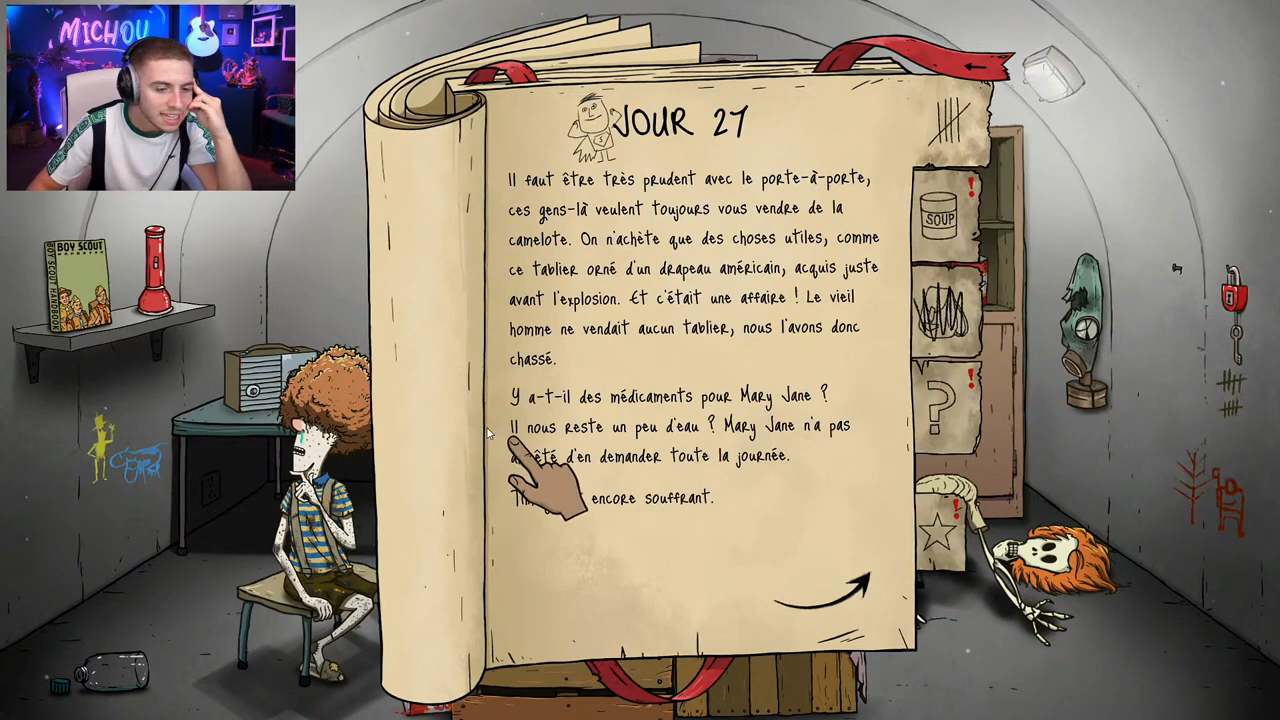 MICHOU
JOUR 27
Il faut être très prudent avec le porte-à-porte,
ces gens-là veulent toujours vous vendre de la
camelote. On n'achète que des choses utiles, comme
ce tablier orné d'un drapeau américain, acquis juste
avant l'explosion. Et c'était une affaire ! Le vieil
homme ne vendait aucun tablier, nous l'avons donc
chassé.
Y a-t-il des médicaments pour Mary Jane ?
Il nous reste un peu d'eau ? Mary Jane n'a pas
d'en demander toute la journée.
encore souffrant.
SOUP
?
BOY SCOUT
HANDBOOK
BOY SCOUT HANDBOOK